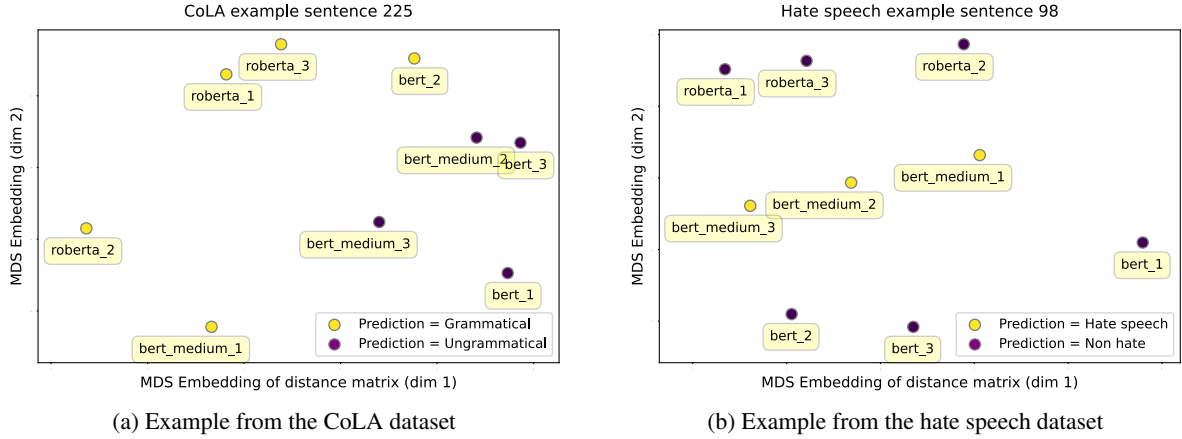 CoLA example sentence 225
roberta_3
roberta_1
bert_2
bert_medium_2
bert_3
roberta_2
bert_medium_3
bert_1
bert_medium_1
Prediction = Grammatical
Prediction = Ungrammatical
MDS Embedding (dim 2)
MDS Embedding of distance matrix (dim 1)
(a) Example from the CoLA dataset
Hate speech example sentence 98
roberta_2
roberta_1
roberta_3
bert_medium_1
bert_medium_2
bert_medium_3
bert_1
bert_2
bert_3
Prediction = Hate speech
Prediction = Non hate
MDS Embedding (dim 2)
MDS Embedding of distance matrix (dim 1)
(b) Example from the hate speech dataset